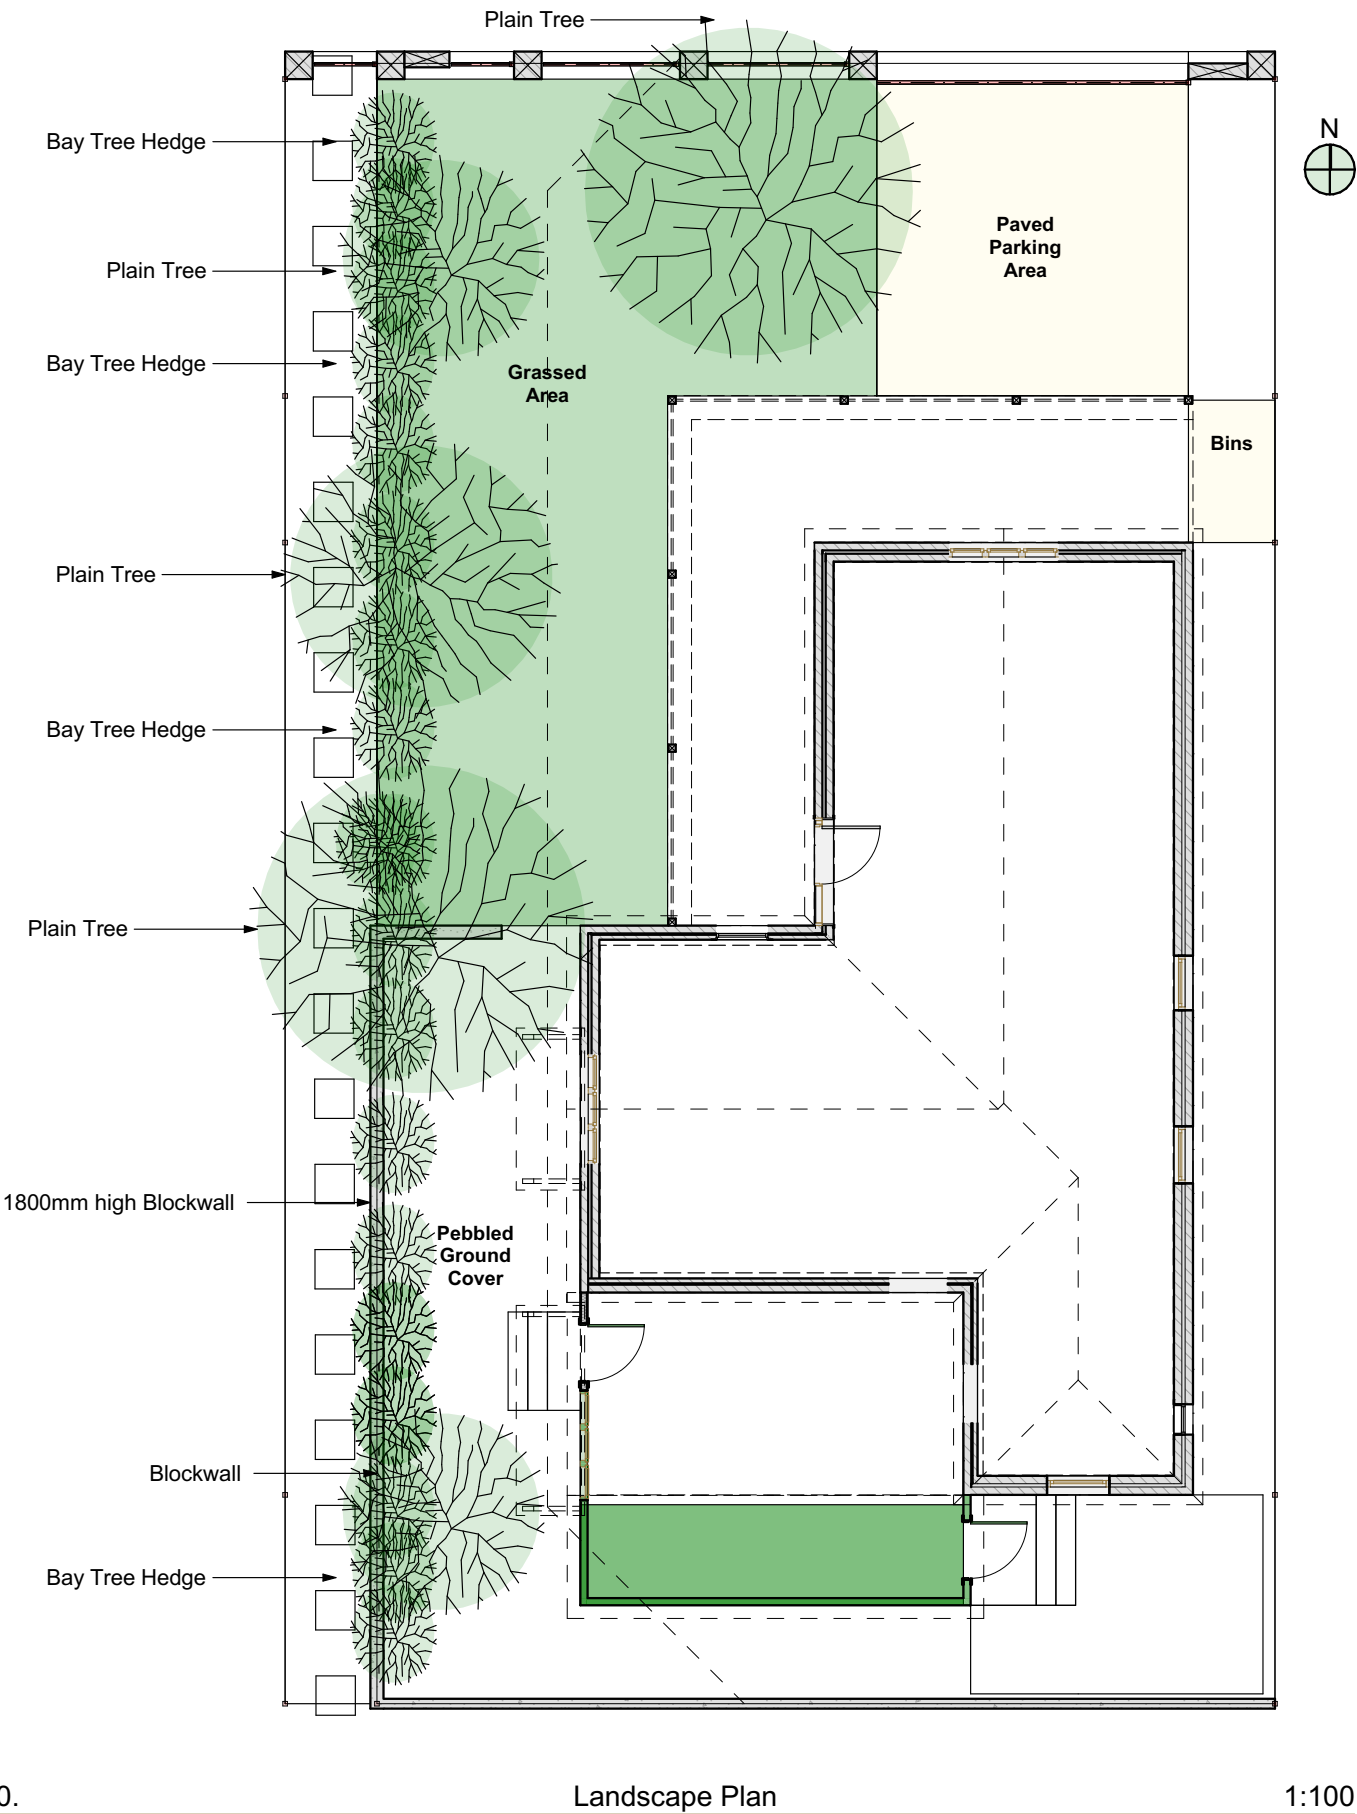 Plain Tree
N
Bay Tree Hedge
Paved
Parking
Area
Plain Tree
Bay Tree Hedge
Grassed
Area
Bins
Plain Tree
Bay Tree Hedge
Plain Tree
1800mm high Blockwall
Pebbled
Ground
Cover
Blockwall
Bay Tree Hedge
0.
Landscape Plan
1:100